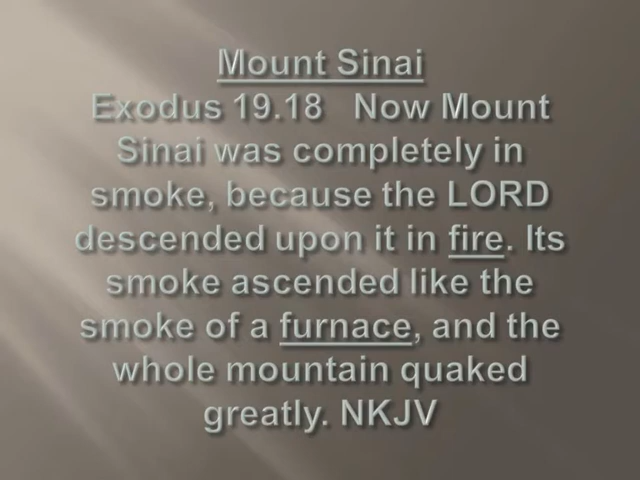 Mount Sinai
Exodus 19.18 Now Mount
Sinai was completely in
smoke, because the LORD
descended upon it in fire. Its
smoke ascended like the
smoke of a furnace, and the
whole mountain quaked
greatly. NKJV